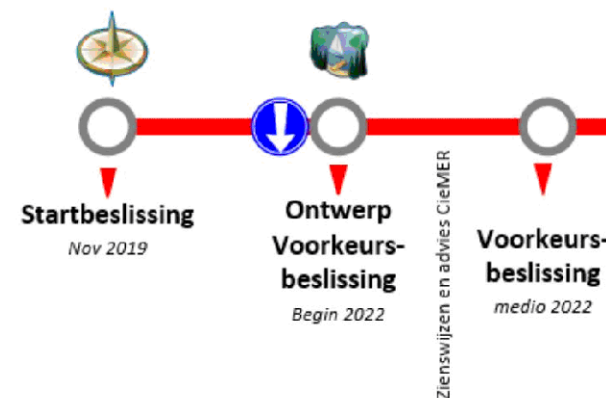 Startbeslissing
Nov 2019
Ontwerp
Voorkeurs-
beslissing
Begin 2022
Zienswijzen en advies CieMER
Voorkeurs-
beslissing
medio 2022